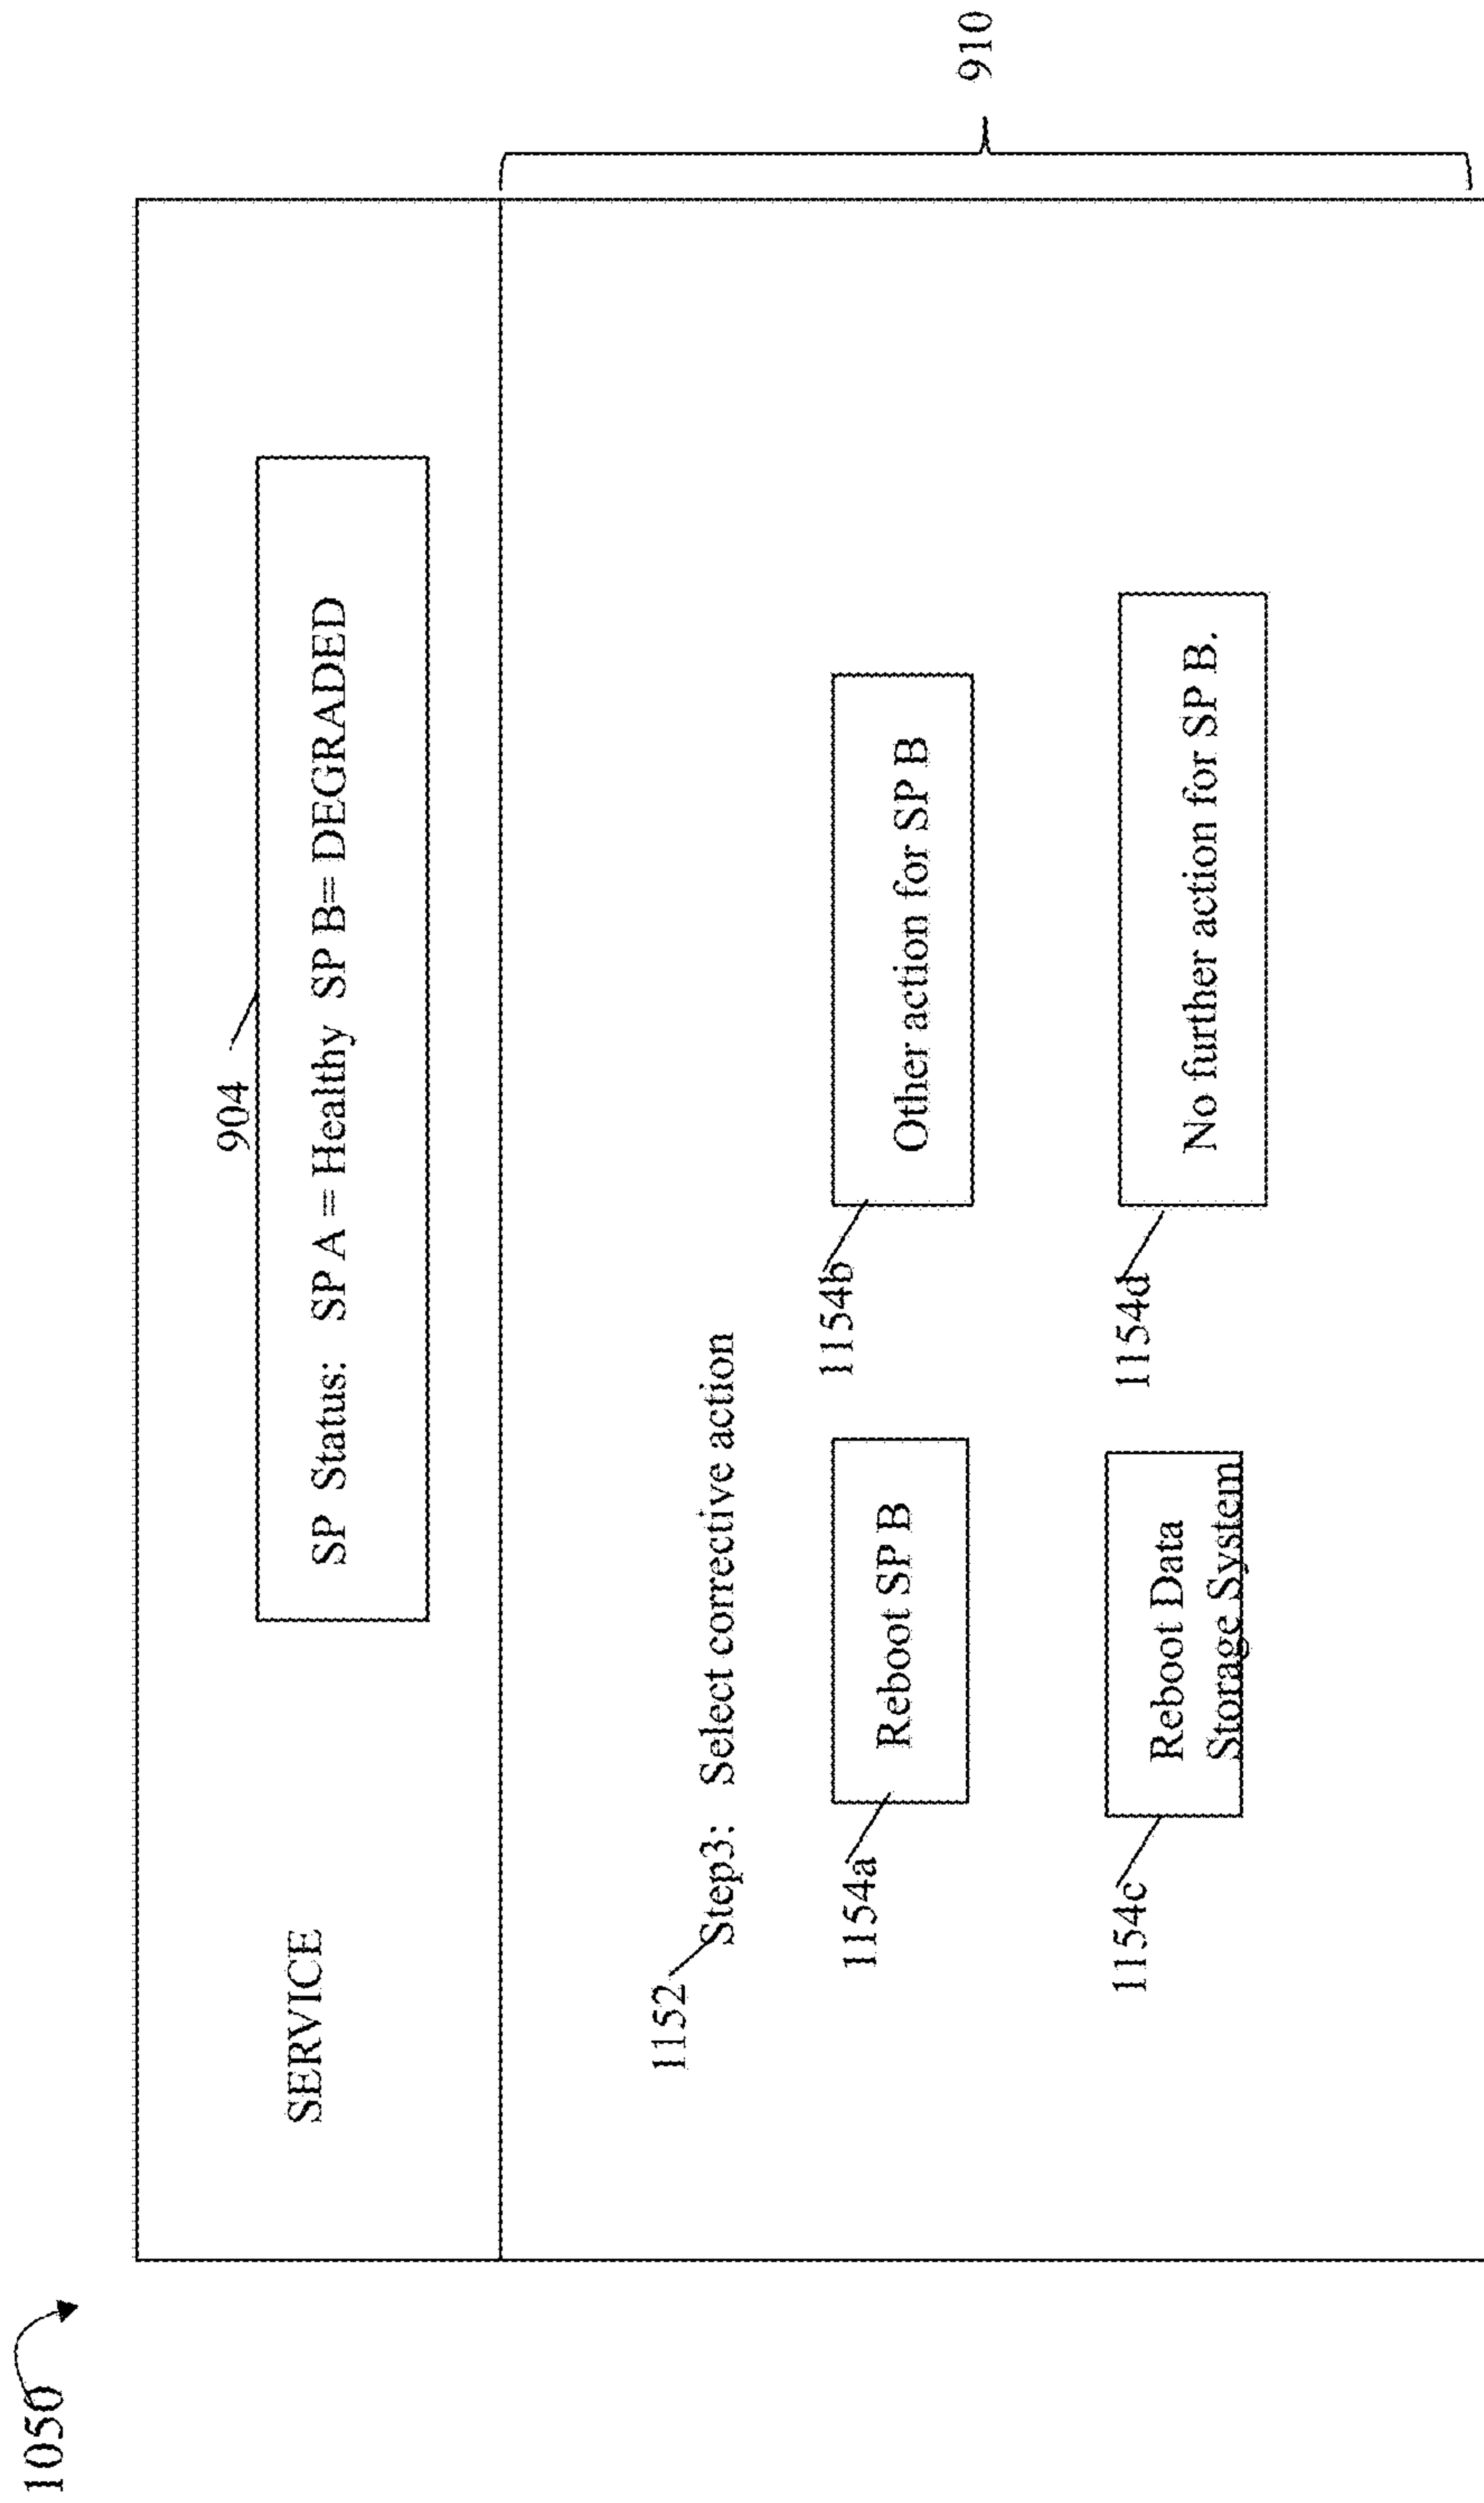 1050
904
SERVICE
SP Status: SP A = Healthy SP B= DEGRADED
910
1152
Step3: Select corrective action
1154a
Reboot SP B
1154b
Other action for SP B
1154c
Reboot Data
Storage System
1154d
No further action for SP B.